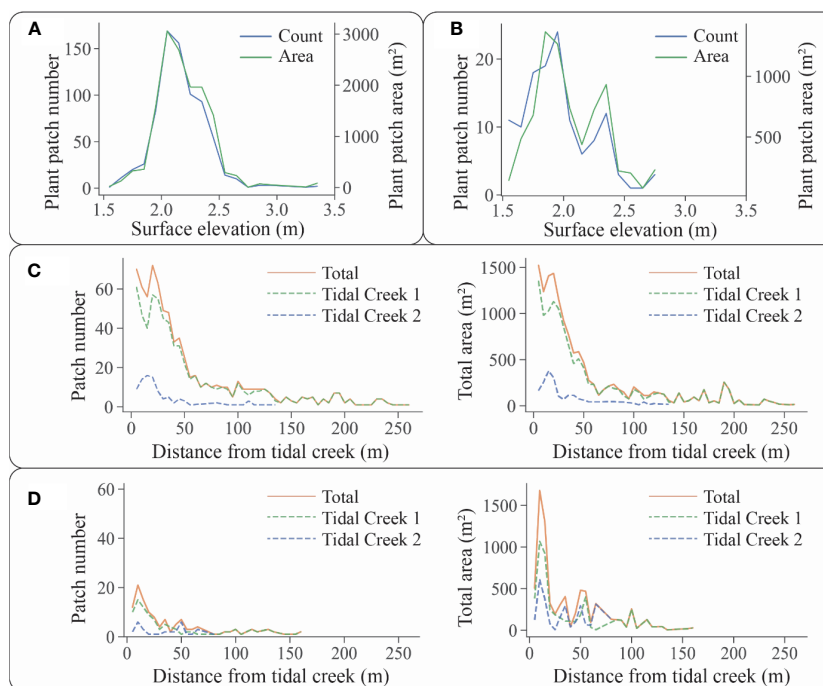 A
Plant patch number
150
100
50
0
Count
Area
3000
2000
1000
0
Plant patch area (m²)
1.5 2.0 2.5 3.0 3.5
Surface elevation (m)
B
Plant patch number
20
10
0
Count
Area
1000
500
Plant patch area (m²)
1.5 2.0 2.5 3.0 3.5
Surface elevation (m)
C
Patch number
60
40
20
0
Total
Tidal Creek 1
Tidal Creek 2
0 50 100 150 200 250
Distance from tidal creek (m)
Total area (m²)
1500
1000
500
0
Total
Tidal Creek 1
Tidal Creek 2
0 50 100 150 200 250
Distance from tidal creek (m)
D
Patch number
60
40
20
0
Total
Tidal Creek 1
Tidal Creek 2
0 50 100 150 200 250
Distance from tidal creek (m)
Total area (m²)
1500
1000
500
0
Total
Tidal Creek 1
Tidal Creek 2
0 50 100 150 200 250
Distance from tidal creek (m)